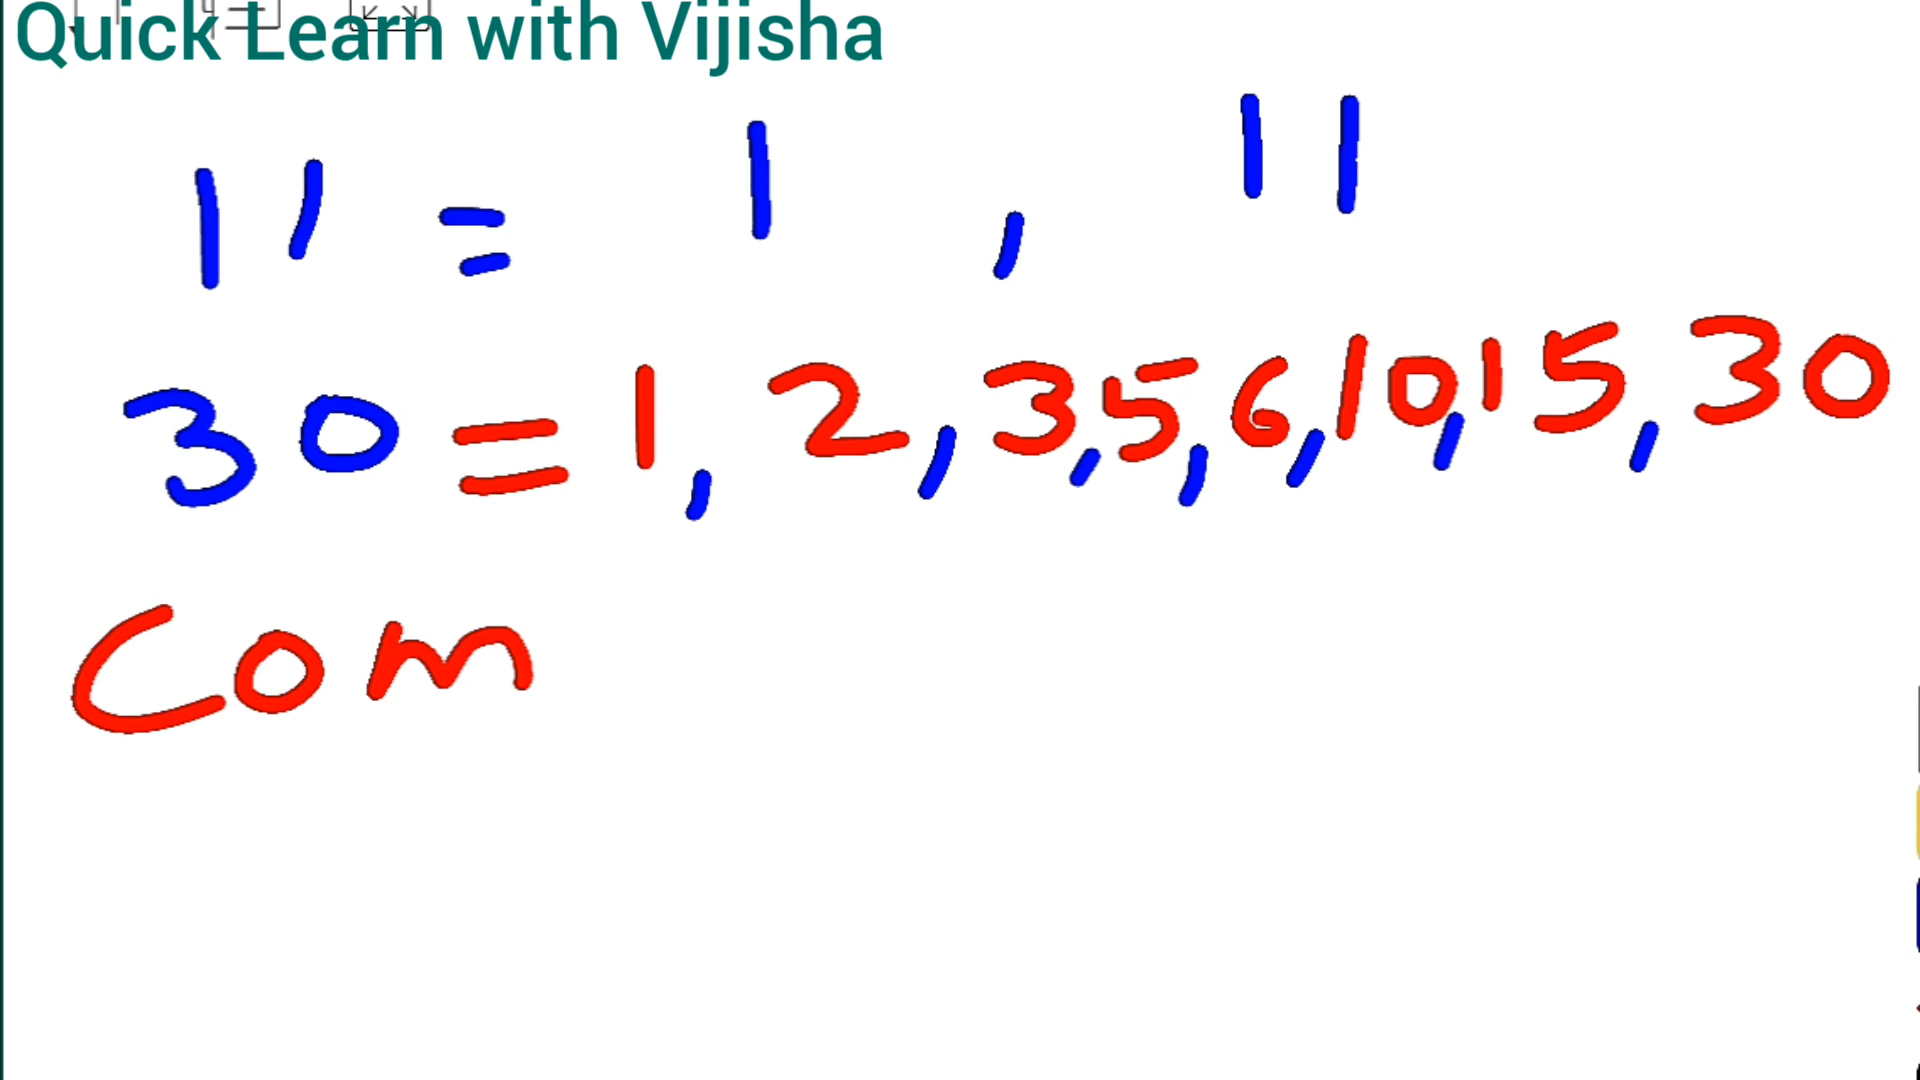 Quick Learn with Vijisha
11 = 1 , 11
30 = 1, 2, 3, 5, 6, 10, 15, 30
Com